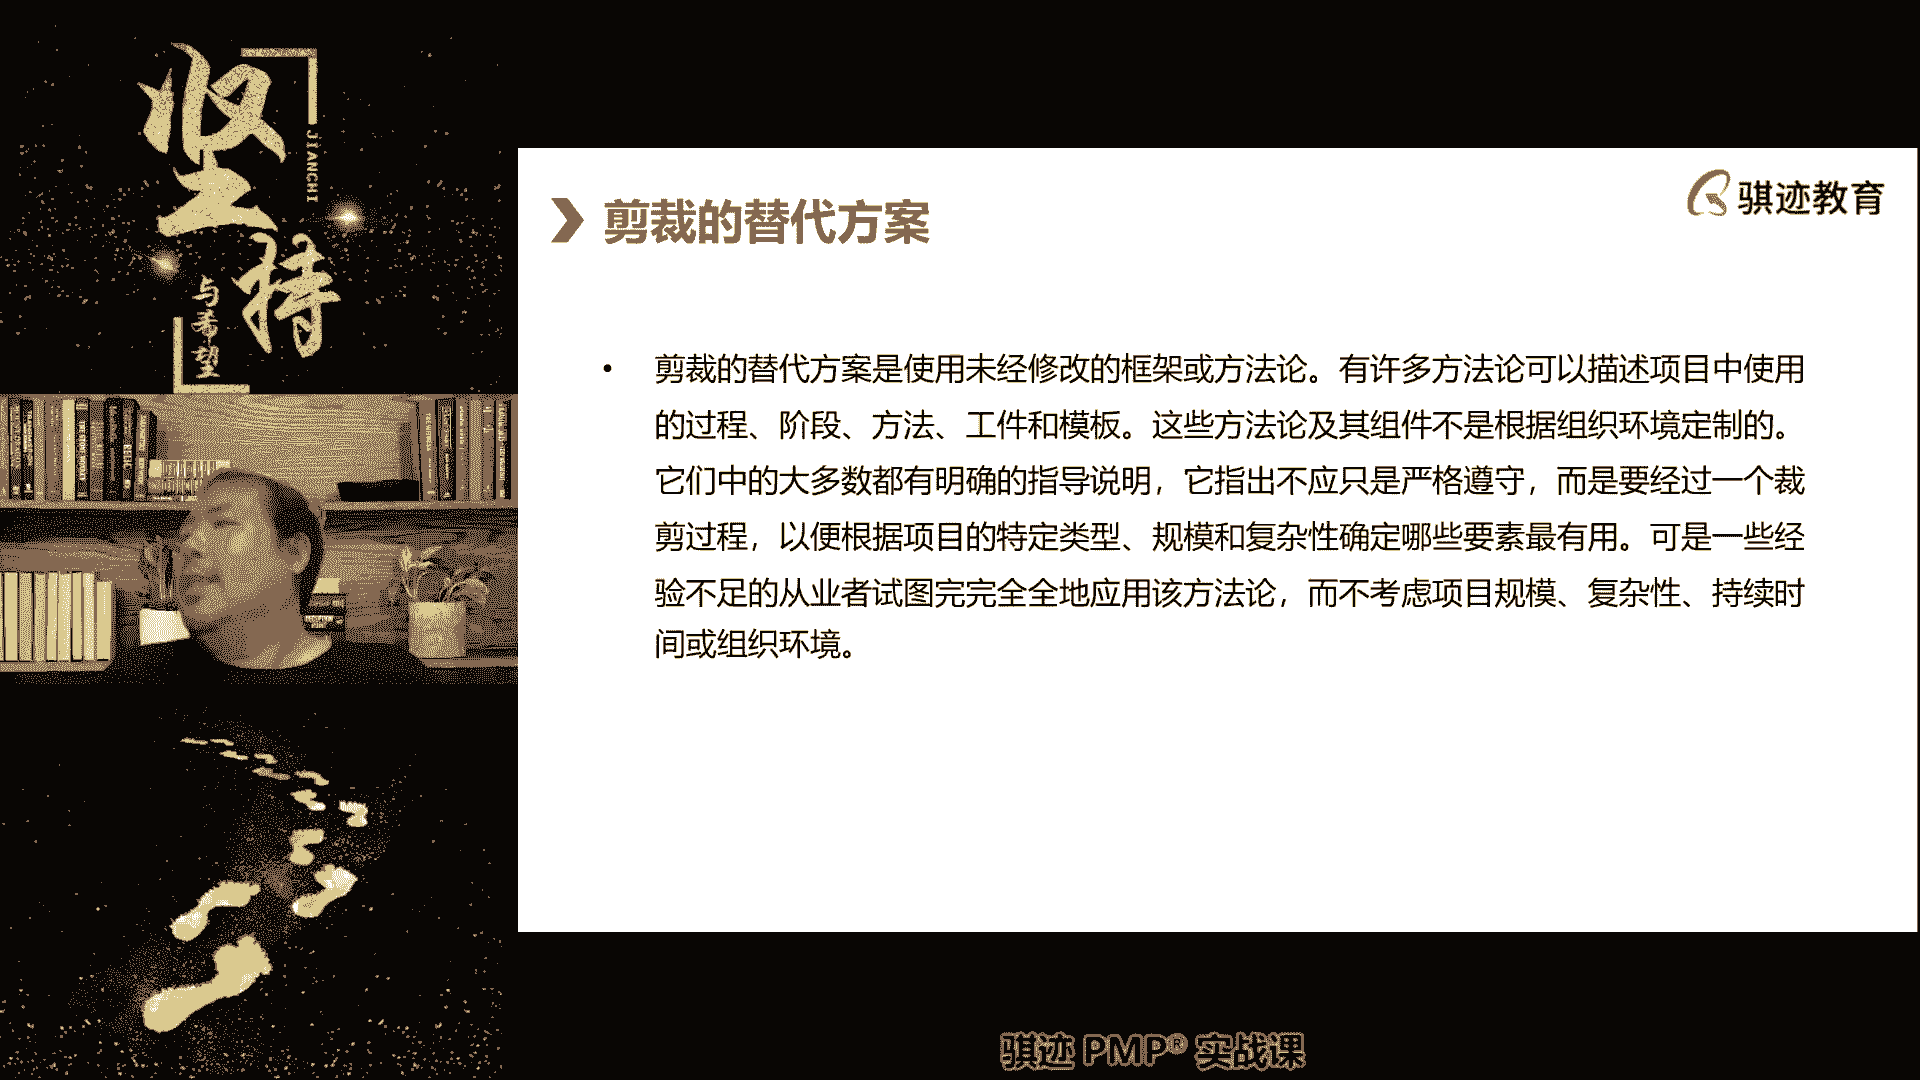 坚持
JIANCHI
与希望
骐迹教育
剪裁的替代方案
• 剪裁的替代方案是使用未经修改的框架或方法论。有许多方法论可以描述项目中使用
的过程、阶段、方法、工件和模板。这些方法论及其组件不是根据组织环境定制的。
它们中的大多数都有明确的指导说明，它指出不应只是严格遵守，而是要经过一个裁
剪过程，以便根据项目的特定类型、规模和复杂性确定哪些要素最有用。可是一些经
验不足的从业者试图完完全全地应用该方法论，而不考虑项目规模、复杂性、持续时
间或组织环境。
骐迹 PMP® 实战课